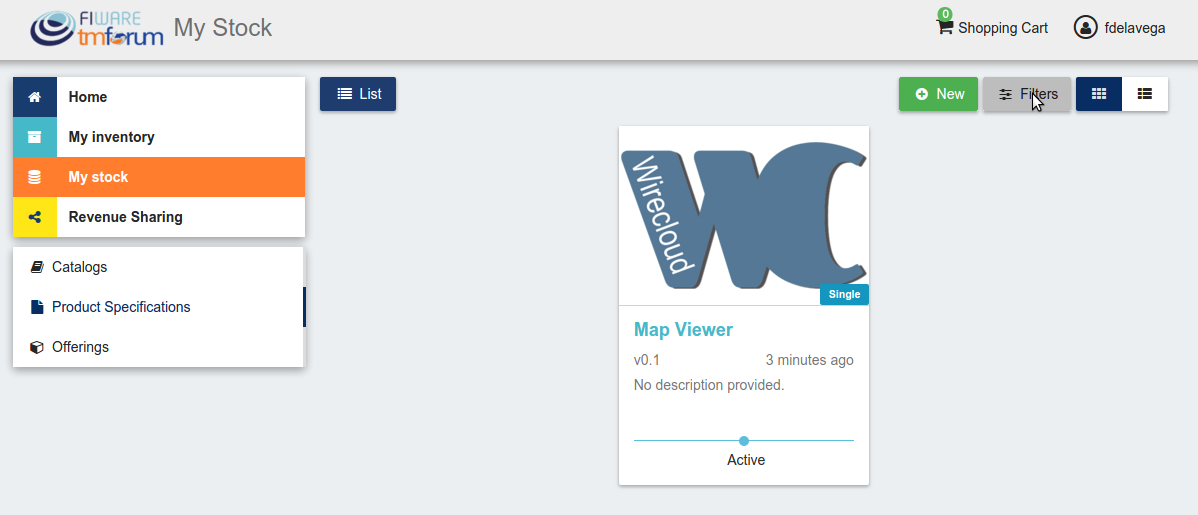 FIWARE
tmforum
My Stock
0
Shopping Cart
fdelavega
Home
My inventory
My stock
Revenue Sharing
Catalogs
Product Specifications
Offerings
List
New
Filters
Wirecloud
WC
Single
Map Viewer
v0.1 3 minutes ago
No description provided.
Active